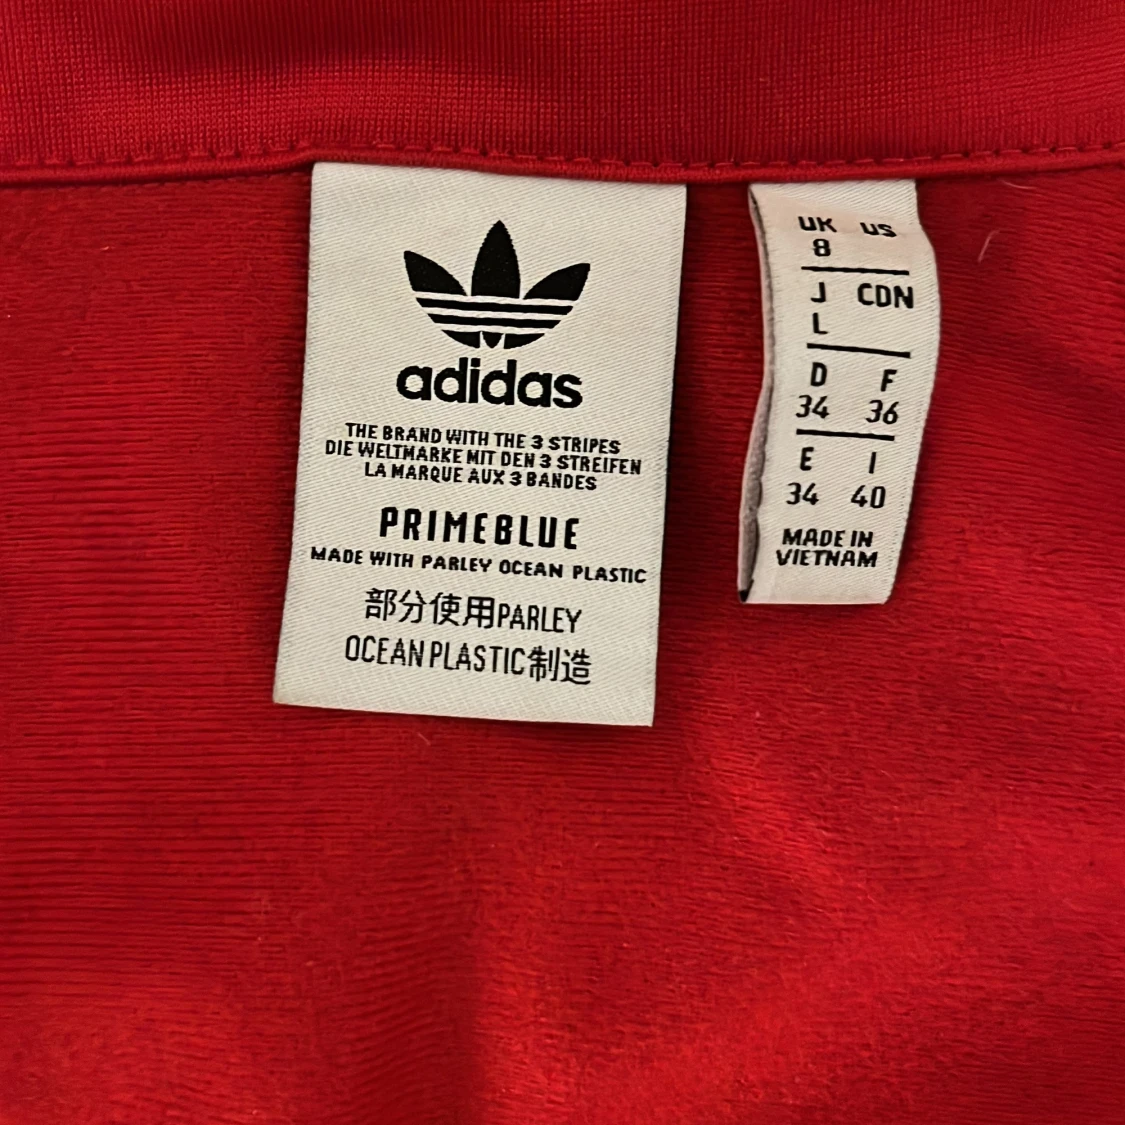 adidas
THE BRAND WITH THE 3 STRIPES
DIE WELTMARKE MIT DEN 3 STREIFEN
LA MARQUE AUX 3 BANDES
PRIMEBLUE
MADE WITH PARLEY OCEAN PLASTIC
部分使用PARLEY
OCEAN PLASTIC制造
UK US
8
J CDN
L
D F
34 36
E I
34 40
MADE IN
VIETNAM